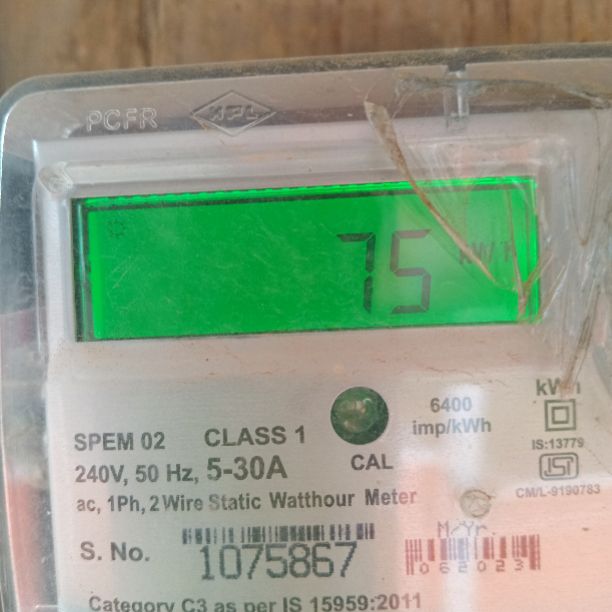 PCFR HPL
75 kWh
6400
imp/kWh
kWh
IS:13779
CM/L-9190783
SPEM 02 CLASS 1
240V, 50 Hz, 5-30A
CAL
ac, 1Ph, 2 Wire Static Watthour Meter
S. No. 1075867
M/Yr.
062023
Category C3 as per IS 15959:2011